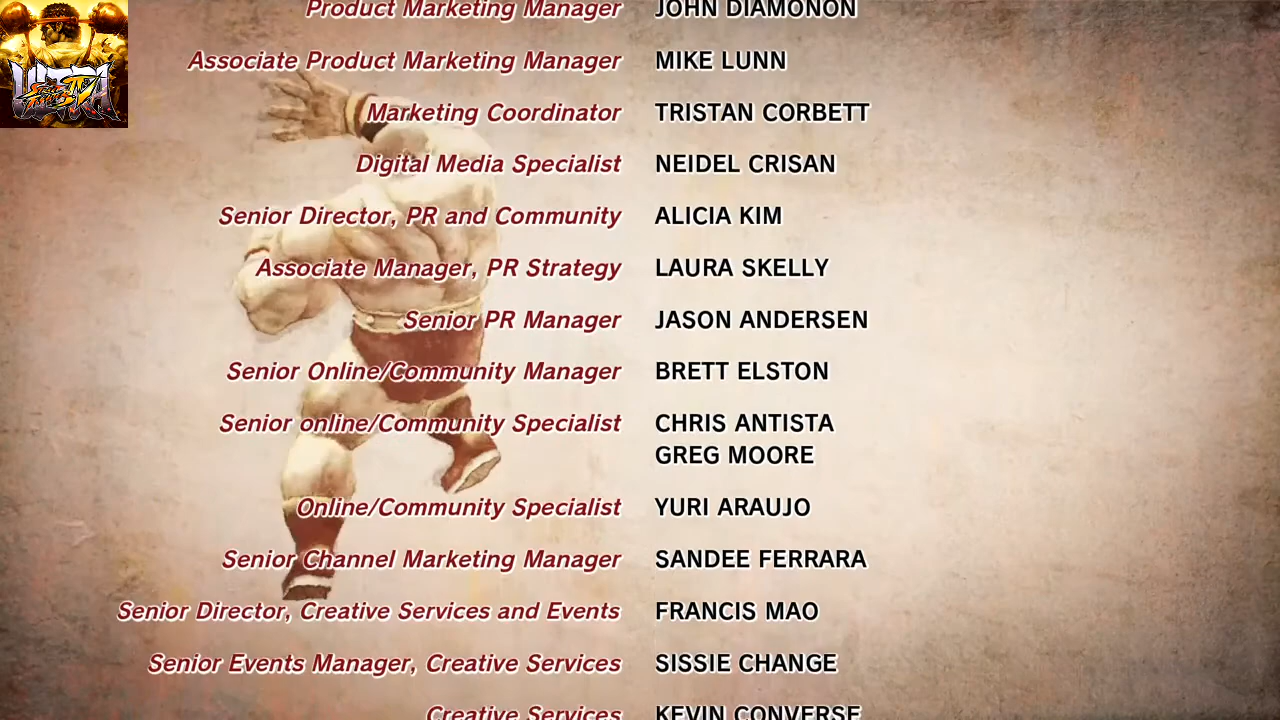 Product Marketing Manager JOHN DIAMONON
Associate Product Marketing Manager MIKE LUNN
Marketing Coordinator TRISTAN CORBETT
Digital Media Specialist NEIDEL CRISAN
Senior Director, PR and Community ALICIA KIM
Associate Manager, PR Strategy LAURA SKELLY
Senior PR Manager JASON ANDERSEN
Senior Online/Community Manager BRETT ELSTON
Senior online/Community Specialist CHRIS ANTISTA
GREG MOORE
Online/Community Specialist YURI ARAUJO
Senior Channel Marketing Manager SANDEE FERRARA
Senior Director, Creative Services and Events FRANCIS MAO
Senior Events Manager, Creative Services SISSIE CHANGE
Creative Services KEVIN CONVERSE
ULTRA
Street Fighter IV